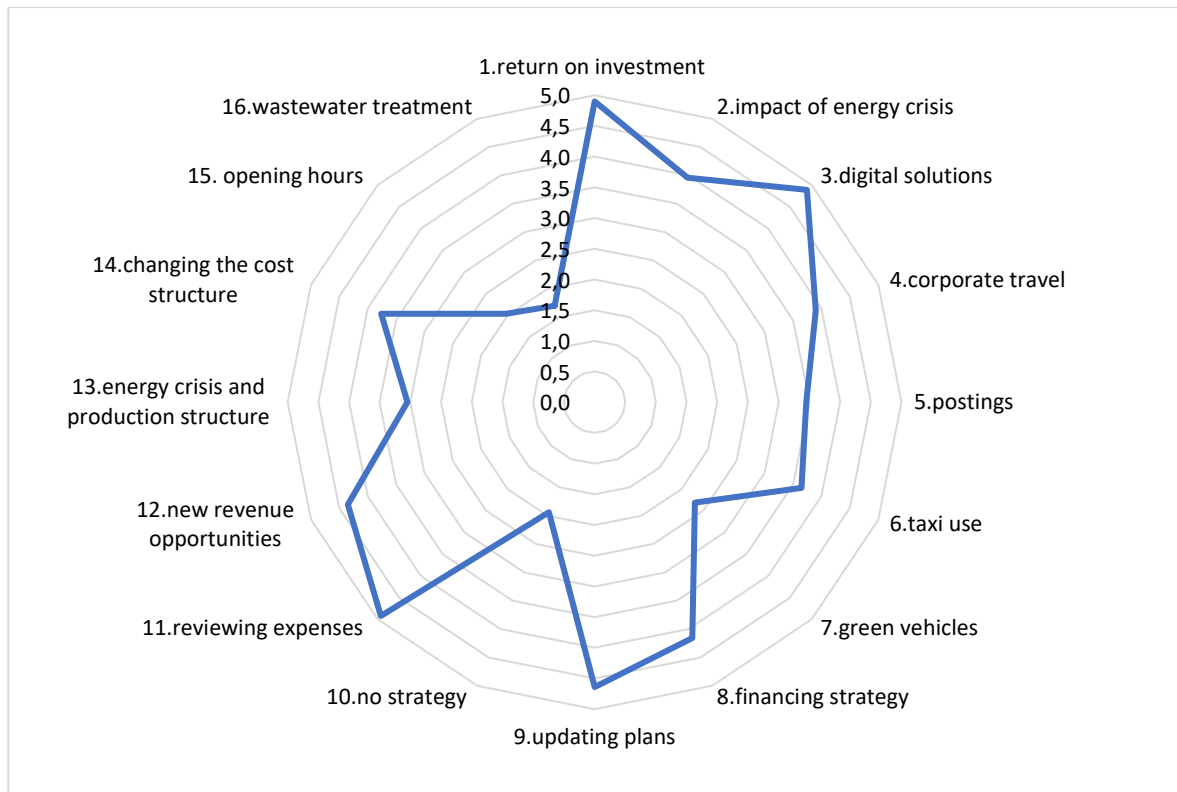 1.return on investment
2.impact of energy crisis
3.digital solutions
4.corporate travel
5.postings
6.taxi use
7.green vehicles
8.financing strategy
9.updating plans
10.no strategy
11.reviewing expenses
12.new revenue
opportunities
13.energy crisis and
production structure
14.changing the cost
structure
15. opening hours
16.wastewater treatment
5,0
4,5
4,0
3,5
3,0
2,5
2,0
1,5
1,0
0,5
0,0